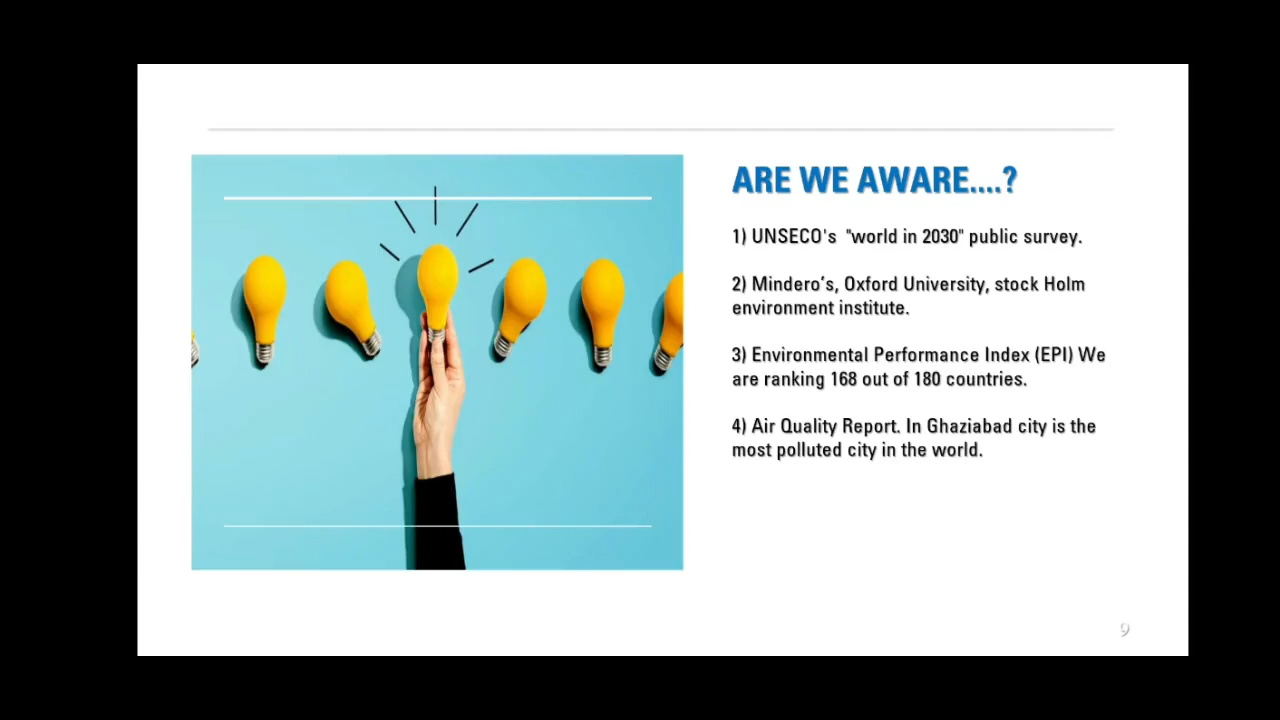 ARE WE AWARE....?
1) UNSECO's "world in 2030" public survey.
2) Mindero's, Oxford University, stock Holm
environment institute.
3) Environmental Performance Index (EPI) We
are ranking 168 out of 180 countries.
4) Air Quality Report. In Ghaziabad city is the
most polluted city in the world.
9